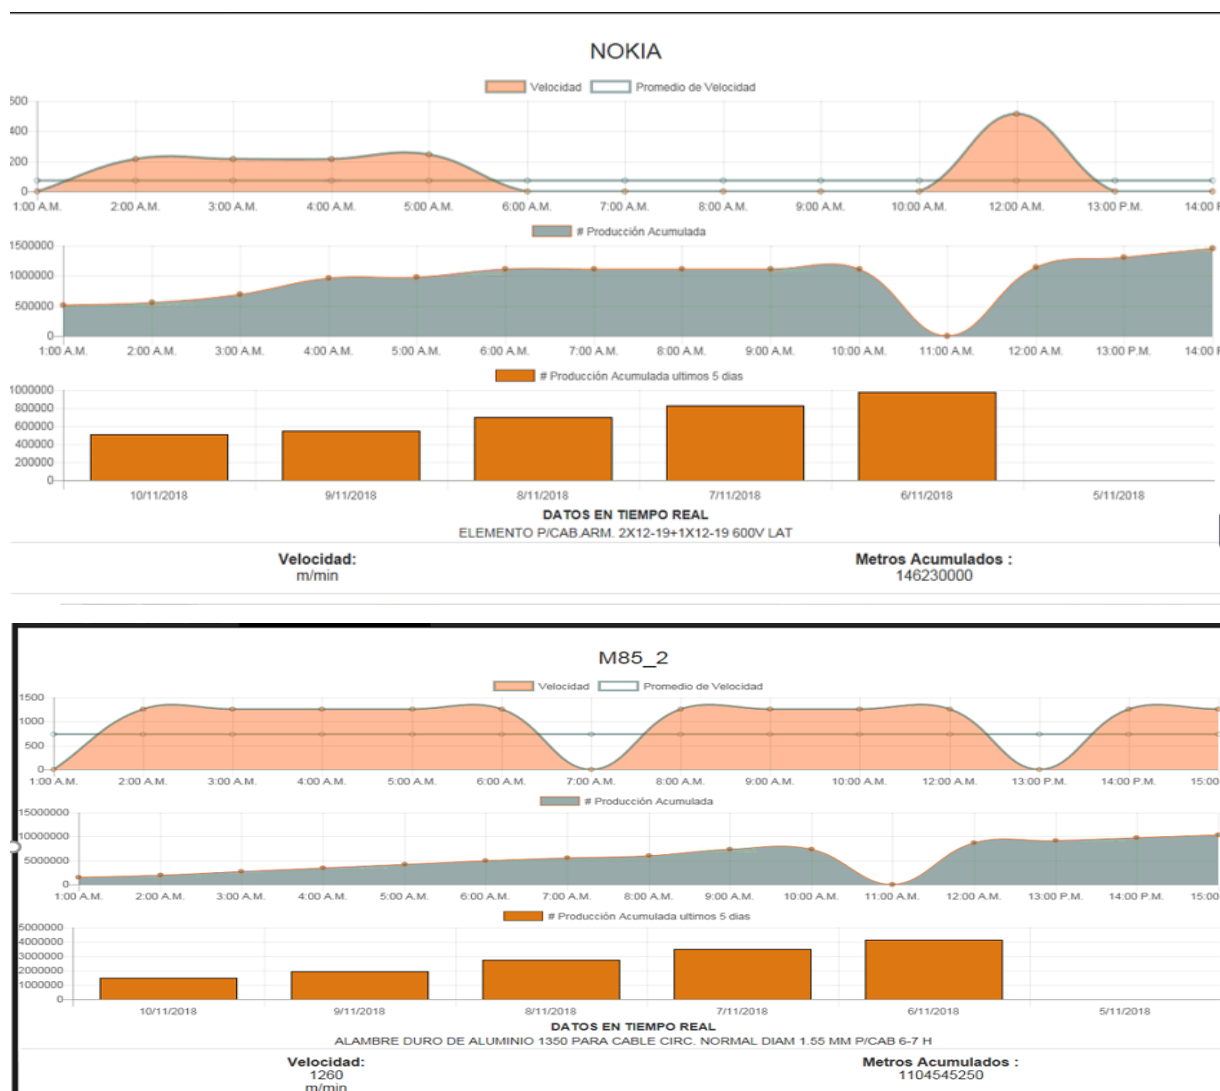 NOKIA
Velocidad Promedio de Velocidad
600
400
200
0
1:00 A.M. 2:00 A.M. 3:00 A.M. 4:00 A.M. 5:00 A.M. 6:00 A.M. 7:00 A.M. 8:00 A.M. 9:00 A.M. 10:00 A.M. 12:00 A.M. 13:00 P.M. 14:00 P
# Producción Acumulada
1500000
1000000
500000
0
1:00 A.M. 2:00 A.M. 3:00 A.M. 4:00 A.M. 5:00 A.M. 6:00 A.M. 7:00 A.M. 8:00 A.M. 9:00 A.M. 10:00 A.M. 11:00 A.M. 12:00 A.M. 13:00 P.M. 14:00 P
# Producción Acumulada ultimos 5 dias
1000000
800000
600000
400000
200000
0
10/11/2018 9/11/2018 8/11/2018 7/11/2018 6/11/2018 5/11/2018
DATOS EN TIEMPO REAL
ELEMENTO P/CAB.ARM. 2X12-19+1X12-19 600V LAT
Velocidad: Metros Acumulados :
m/min 146230000
M85_2
Velocidad Promedio de Velocidad
1500
1000
500
0
1:00 A.M. 2:00 A.M. 3:00 A.M. 4:00 A.M. 5:00 A.M. 6:00 A.M. 7:00 A.M. 8:00 A.M. 9:00 A.M. 10:00 A.M. 12:00 A.M. 13:00 P.M. 14:00 P.M. 15:00
# Producción Acumulada
15000000
10000000
5000000
0
1:00 A.M. 2:00 A.M. 3:00 A.M. 4:00 A.M. 5:00 A.M. 6:00 A.M. 7:00 A.M. 8:00 A.M. 9:00 A.M. 10:00 A.M. 11:00 A.M. 12:00 A.M. 13:00 P.M. 14:00 P.M. 15:00
# Producción Acumulada ultimos 5 dias
5000000
4000000
3000000
2000000
1000000
0
10/11/2018 9/11/2018 8/11/2018 7/11/2018 6/11/2018 5/11/2018
DATOS EN TIEMPO REAL
ALAMBRE DURO DE ALUMINIO 1350 PARA CABLE CIRC. NORMAL DIAM 1.55 MM P/CAB 6-7 H
Velocidad: Metros Acumulados :
1260 1104545250
m/min